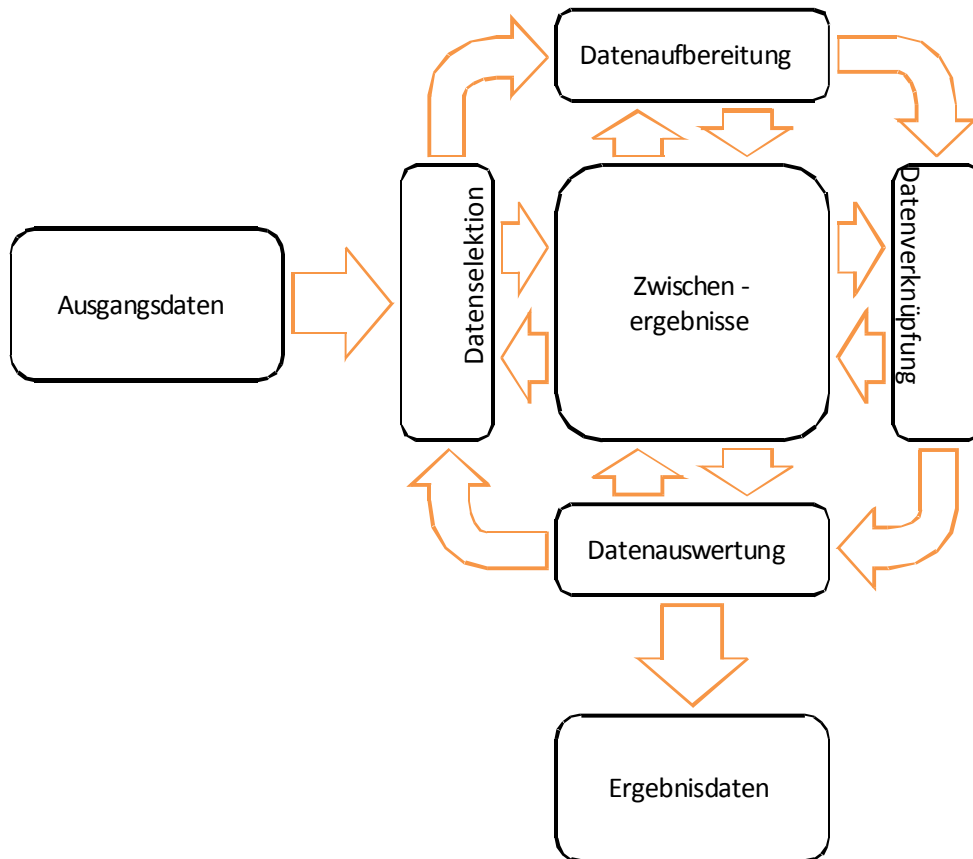 Datenaufbereitung
Ausgangsdaten
Datenselektion
Zwischen -
ergebnisse
Datenverknüpfung
Datenauswertung
Ergebnisdaten